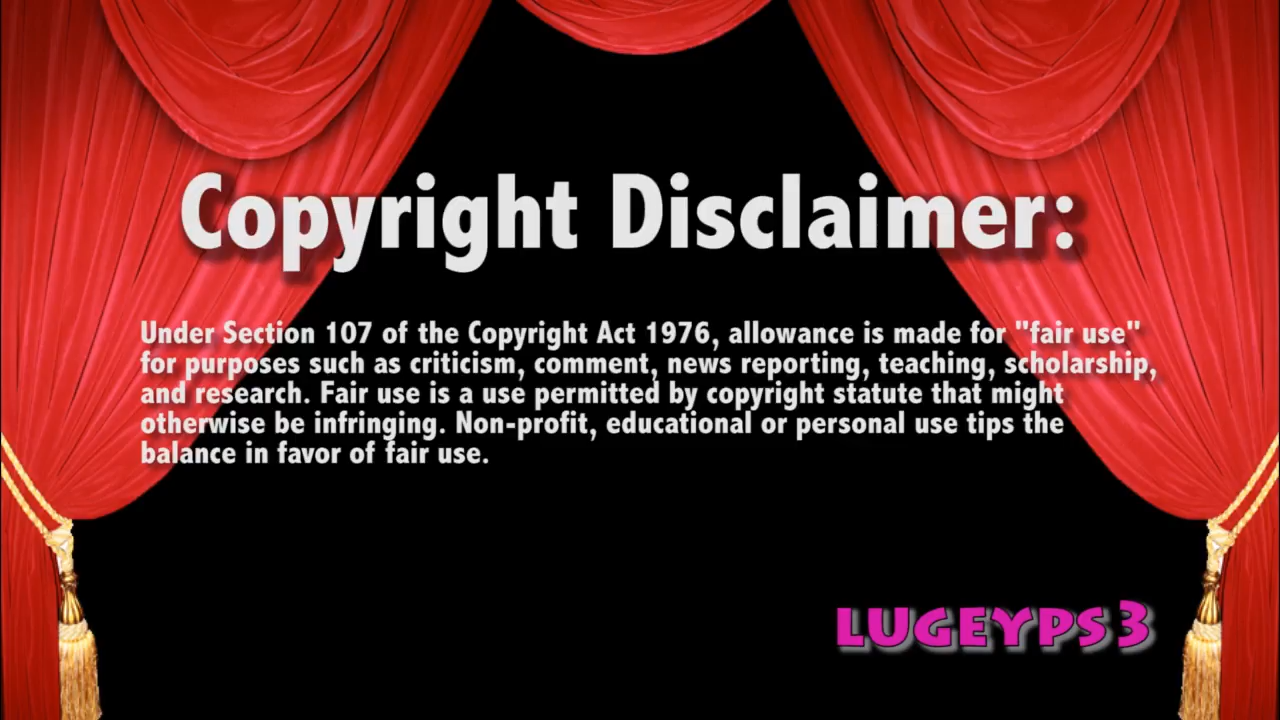 Copyright Disclaimer:
Under Section 107 of the Copyright Act 1976, allowance is made for "fair use"
for purposes such as criticism, comment, news reporting, teaching, scholarship,
and research. Fair use is a use permitted by copyright statute that might
otherwise be infringing. Non-profit, educational or personal use tips the
balance in favor of fair use.
LUGEYPS3